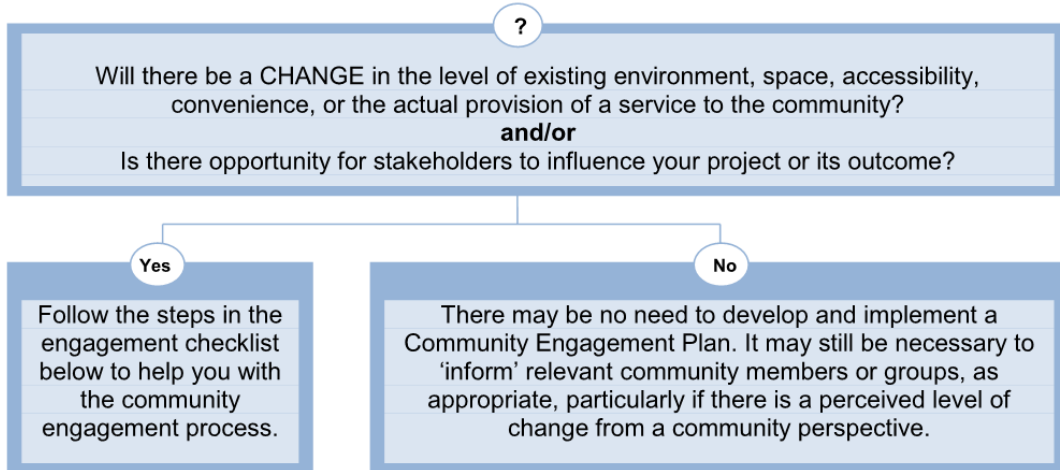 ?
Will there be a CHANGE in the level of existing environment, space, accessibility,
convenience, or the actual provision of a service to the community?
and/or
Is there opportunity for stakeholders to influence your project or its outcome?
Yes
Follow the steps in the
engagement checklist
below to help you with
the community
engagement process.
No
There may be no need to develop and implement a
Community Engagement Plan. It may still be necessary to
‘inform’ relevant community members or groups, as
appropriate, particularly if there is a perceived level of
change from a community perspective.